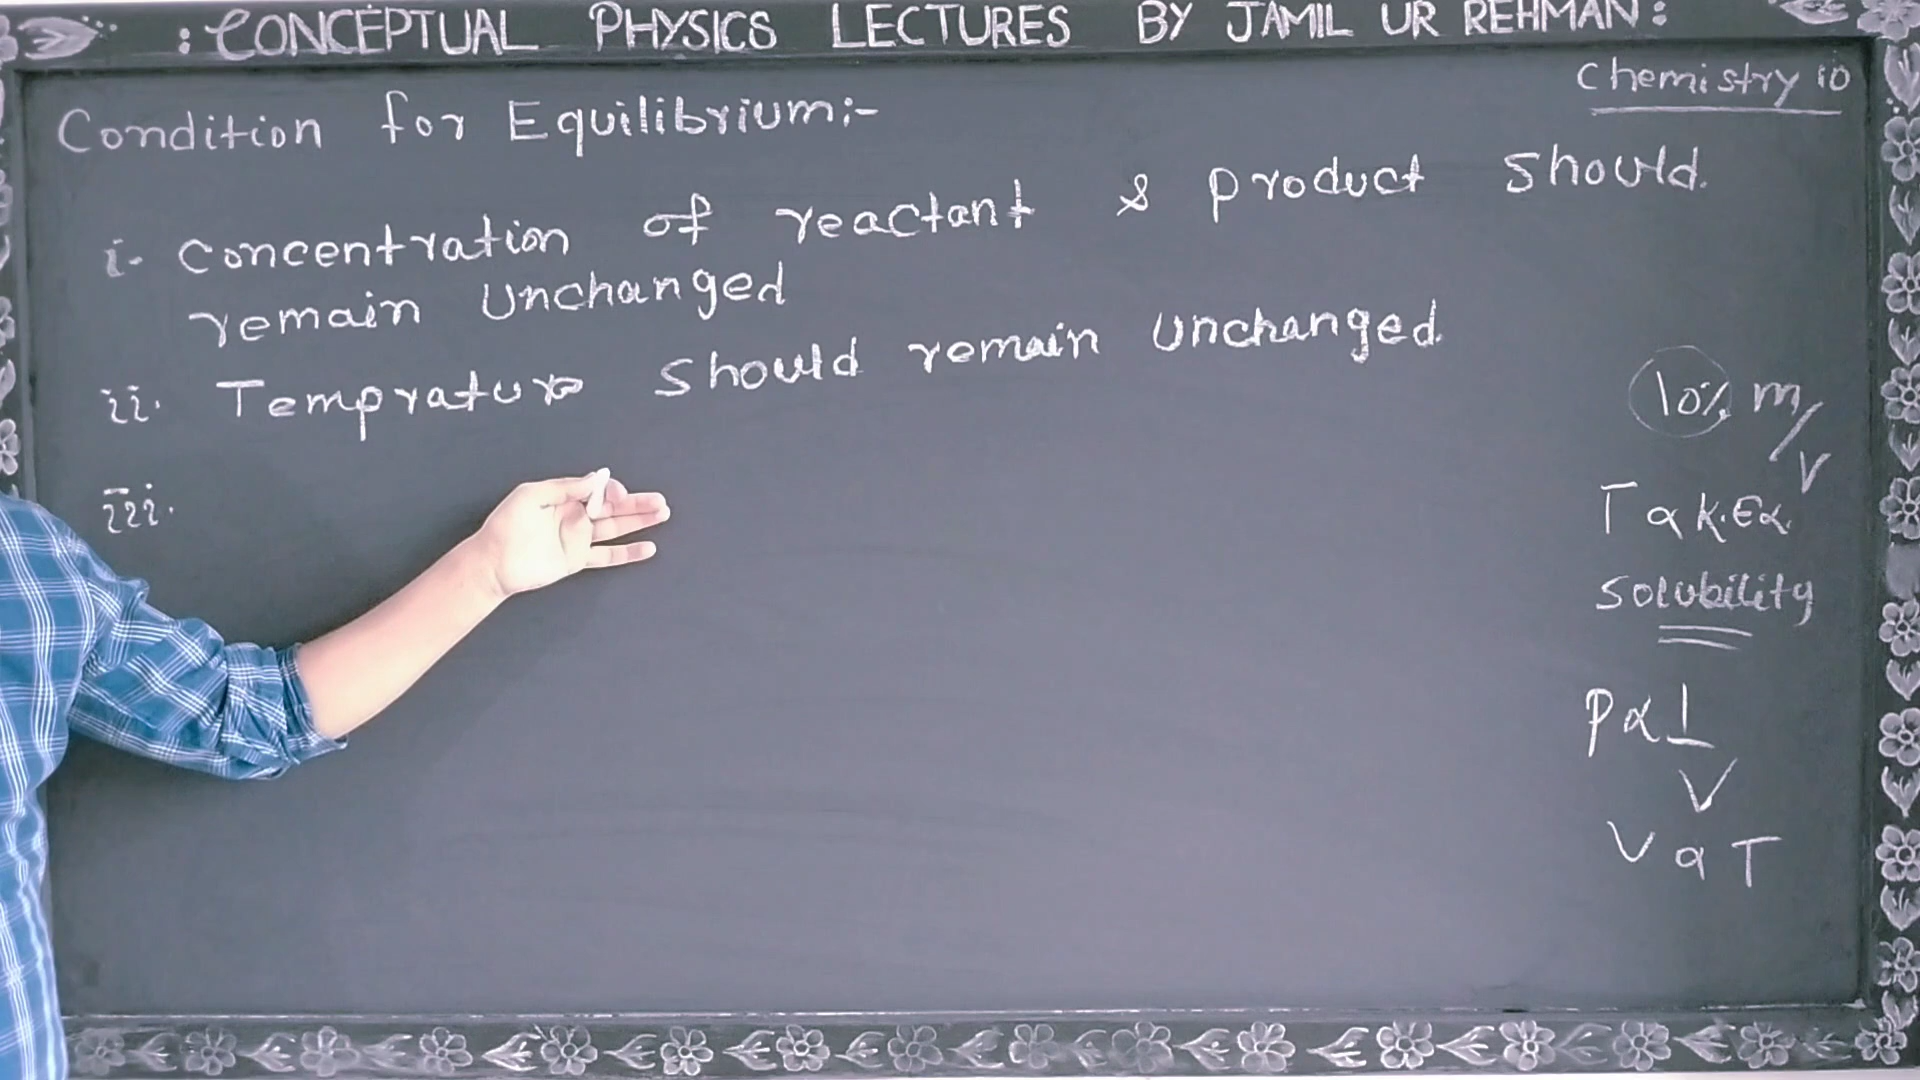 : CONCEPTUAL PHYSICS LECTURES BY JAMIL UR REHMAN :
Chemistry 10
Condition for Equilibrium:-
i. Concentration of reactant & product should.
remain unchanged
ii. Temprature should remain unchanged.
iii.
10% m/v
T α K.Eα.
Solubility
P α 1/V
V α T